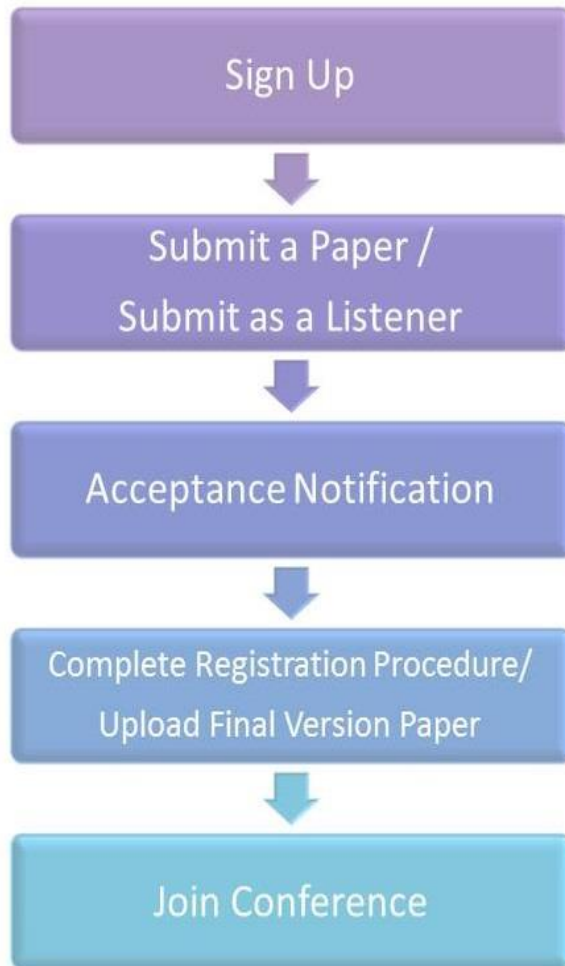 Sign Up
Submit a Paper /
Submit as a Listener
Acceptance Notification
Complete Registration Procedure/
Upload Final Version Paper
Join Conference